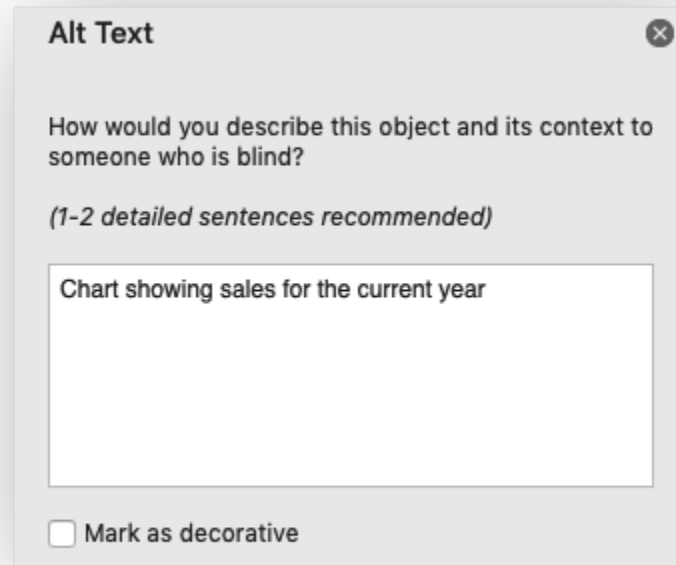 Alt Text
How would you describe this object and its context to
someone who is blind?
(1-2 detailed sentences recommended)
Chart showing sales for the current year
Mark as decorative